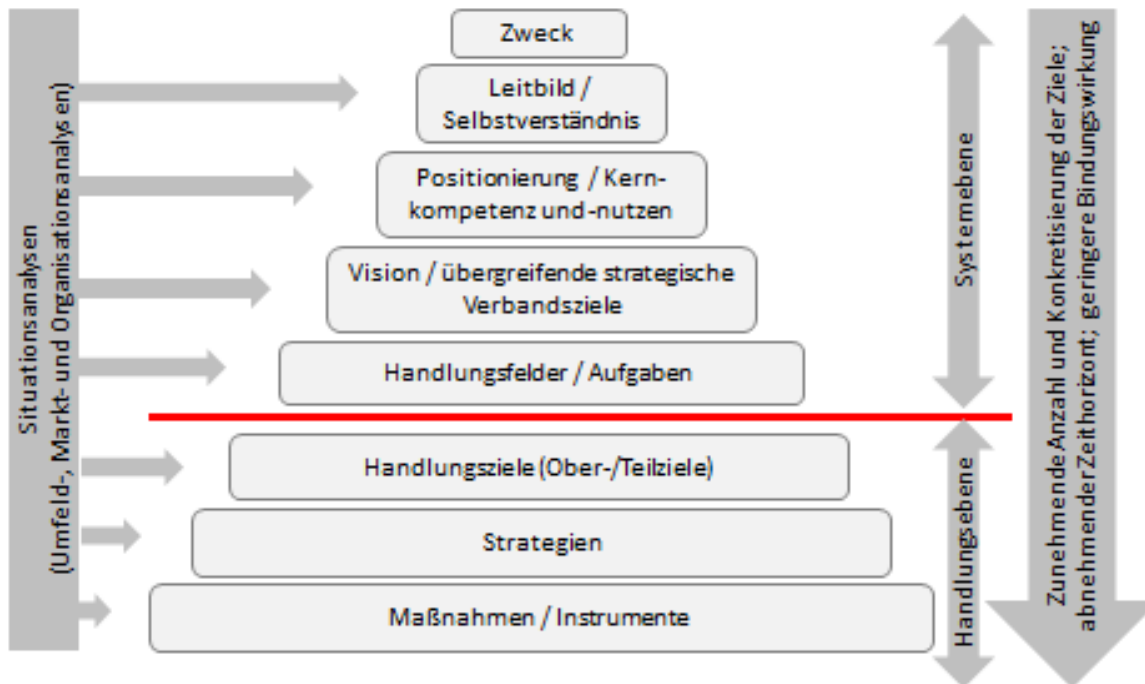 Situationsanalysen
(Umfeld-, Markt- und Organisationsanalysen)
Zweck
Leitbild /
Selbstverständnis
Positionierung / Kern-
kompetenz und -nutzen
Vision / übergreifende strategische
Verbandsziele
Handlungsfelder / Aufgaben
Handlungsziele (Ober-/Teilziele)
Strategien
Maßnahmen / Instrumente
Systemebene
Handlungsebene
Zunehmende Anzahl und Konkretisierung der Ziele;
abnehmender Zeithorizont; geringere Bindungswirkung